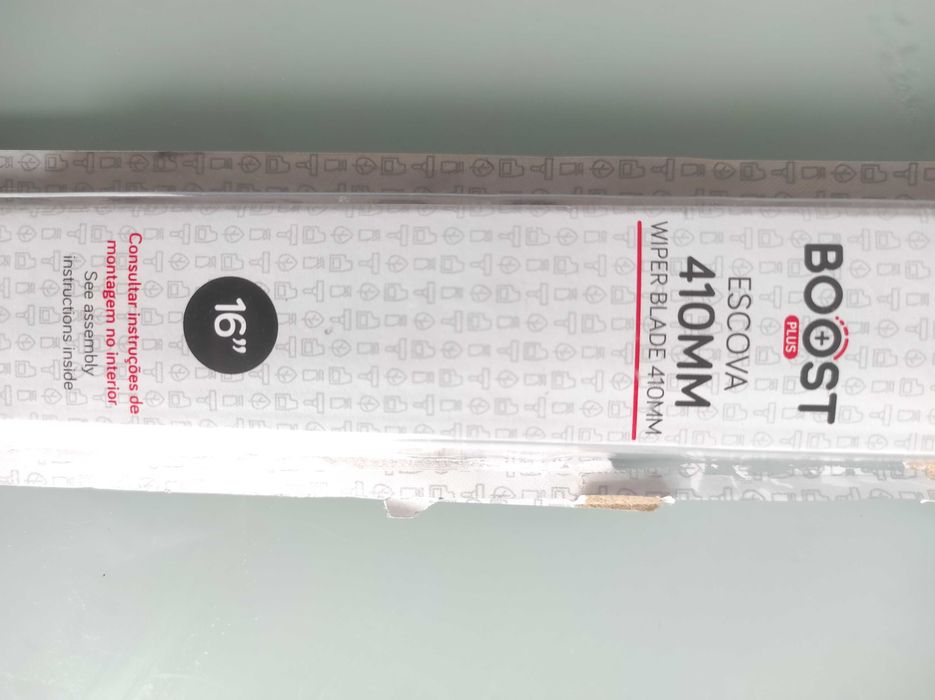 BOOST
PLUS
ESCOVA
410MM
WIPER BLADE 410MM
16”
Consultar instruções de
montagem no interior
See assembly
instructions inside